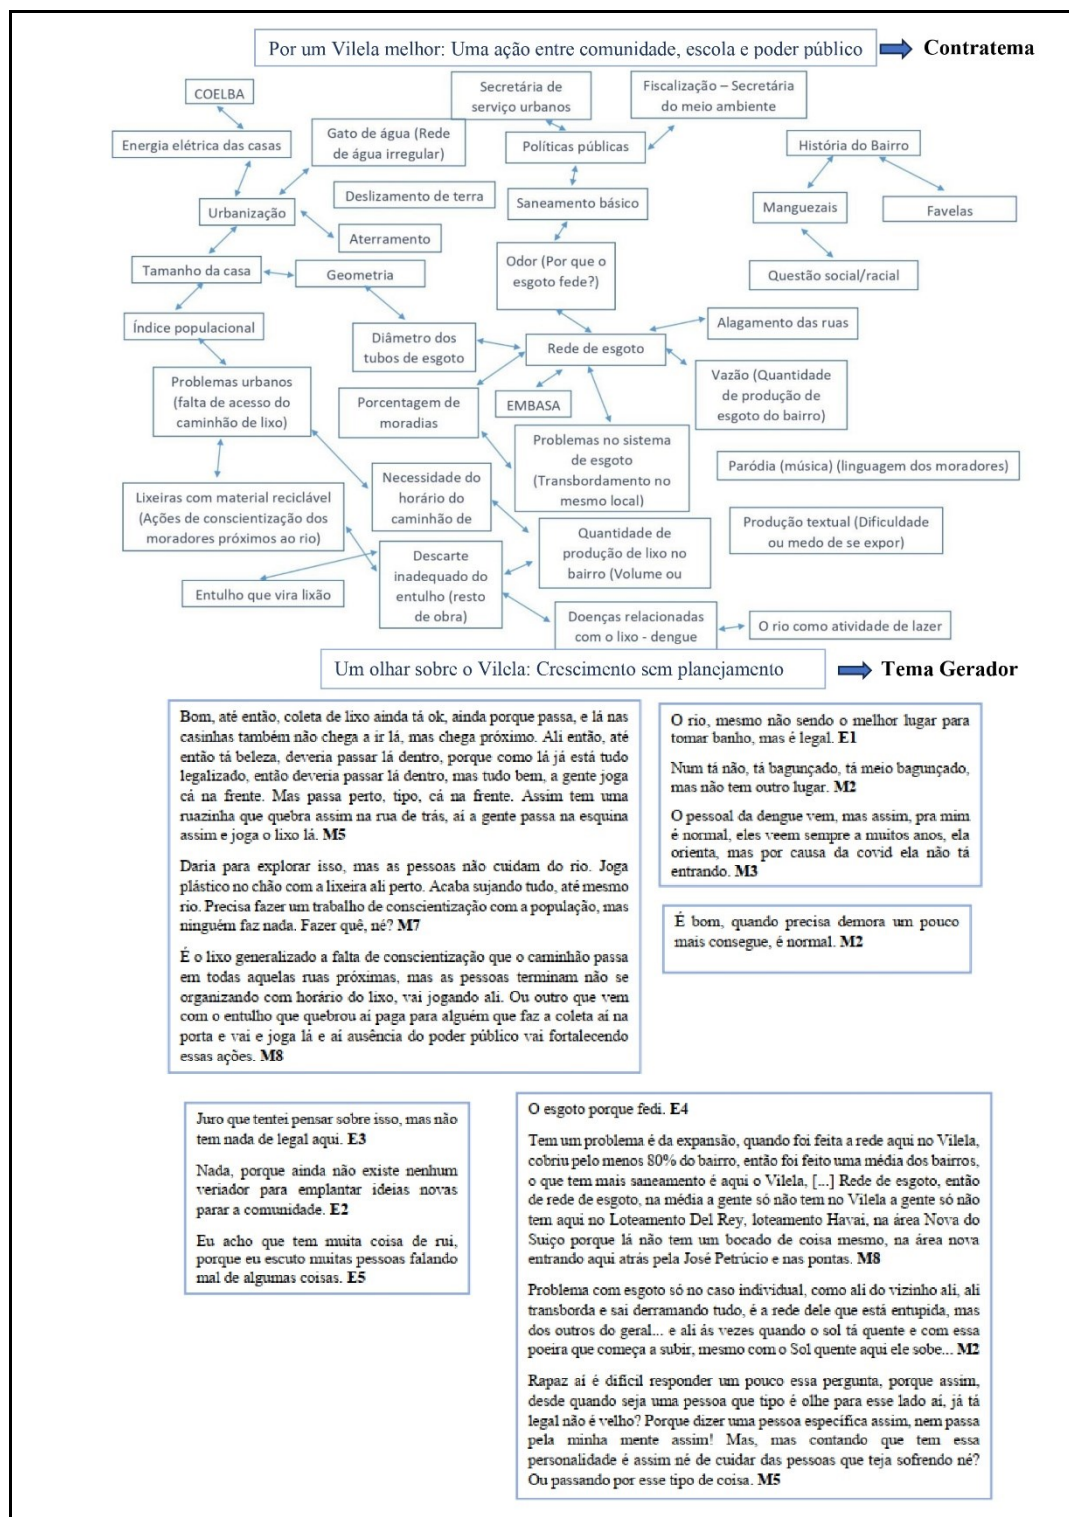 Por um Vilela melhor: Uma ação entre comunidade, escola e poder público
Contratema
COELBA
Secretária de
serviço urbanos
Fiscalização – Secretária
do meio ambiente
Energia elétrica das casas
Gato de água (Rede
de água irregular)
Políticas públicas
História do Bairro
Deslizamento de terra
Saneamento básico
Urbanização
Manguezais
Favelas
Aterramento
Tamanho da casa
Geometria
Odor (Por que o
esgoto fede?)
Questão social/racial
Índice populacional
Diâmetro dos
tubos de esgoto
Rede de esgoto
Alagamento das ruas
Problemas urbanos
(falta de acesso do
caminhão de lixo)
Porcentagem de
moradias
EMBASA
Vazão (Quantidade
de produção de
esgoto do bairro)
Problemas no sistema
de esgoto
(Transbordamento no
mesmo local)
Paródia (música) (linguagem dos moradores)
Lixeiras com material reciclável
(Ações de conscientização dos
moradores próximos ao rio)
Necessidade do
horário do
caminhão de
Produção textual (Dificuldade
ou medo de se expor)
Quantidade de
produção de lixo no
bairro (Volume ou
Descarte
inadequado do
entulho (resto
de obra)
Entulho que vira lixão
Doenças relacionadas
com o lixo - dengue
O rio como atividade de lazer
Um olhar sobre o Vilela: Crescimento sem planejamento
Tema Gerador
Bom, até então, coleta de lixo ainda tá ok, ainda porque passa, e lá nas
casinhas também não chega a ir lá, mas chega próximo. Ali então, até
então tá beleza, deveria passar lá dentro, porque como lá já está tudo
legalizado, então deveria passar lá dentro, mas tudo bem, a gente joga
cá na frente. Mas passa perto, tipo, cá na frente. Assim tem uma
ruazinha que quebra assim na rua de trás, aí a gente passa na esquina
assim e joga o lixo lá. M5
Daria para explorar isso, mas as pessoas não cuidam do rio. Joga
plástico no chão com a lixeira ali perto. Acaba sujando tudo, até mesmo
rio. Precisa fazer um trabalho de conscientização com a população, mas
ninguém faz nada. Fazer quê, né? M7
É o lixo generalizado a falta de conscientização que o caminhão passa
em todas aquelas ruas próximas, mas as pessoas terminam não se
organizando com horário do lixo, vai jogando ali. Ou outro que vem
com o entulho que quebrou aí paga para alguém que faz a coleta aí na
porta e vai e joga lá e aí ausência do poder público vai fortalecendo
essas ações. M8
O rio, mesmo não sendo o melhor lugar para
tomar banho, mas é legal. E1
Num tá não, tá bagunçado, tá meio bagunçado,
mas não tem outro lugar. M2
O pessoal da dengue vem, mas assim, pra mim
é normal, eles veem sempre a muitos anos, ela
orienta, mas por causa da covid ela não tá
entrando. M3
É bom, quando precisa demora um pouco
mais consegue, é normal. M2
Juro que tentei pensar sobre isso, mas não
tem nada de legal aqui. E3
Nada, porque ainda não existe nenhum
veriador para emplantar ideias novas
parar a comunidade. E2
Eu acho que tem muita coisa de rui,
porque eu escuto muitas pessoas falando
mal de algumas coisas. E5
O esgoto porque fedi. E4
Tem um problema é da expansão, quando foi feita a rede aqui no Vilela,
cobriu pelo menos 80% do bairro, então foi feito uma média dos bairros,
o que tem mais saneamento é aqui o Vilela, [...] Rede de esgoto, então
de rede de esgoto, na média a gente só não tem no Vilela a gente só não
tem aqui no Loteamento Del Rey, loteamento Havai, na área Nova do
Suiço porque lá não tem um bocado de coisa mesmo, na área nova
entrando aqui atrás pela José Petrúcio e nas pontas. M8
Problema com esgoto só no caso individual, como ali do vizinho ali, ali
transborda e sai derramando tudo, é a rede dele que está entupida, mas
dos outros do geral... e ali ás vezes quando o sol tá quente e com essa
poeira que começa a subir, mesmo com o Sol quente aqui ele sobe... M2
Rapaz aí é difícil responder um pouco essa pergunta, porque assim,
desde quando seja uma pessoa que tipo é olhe para esse lado aí, já tá
legal não é velho? Porque dizer uma pessoa específica assim, nem passa
pela minha mente assim! Mas, mas contando que tem essa
personalidade é assim né de cuidar das pessoas que teja sofrendo né?
Ou passando por esse tipo de coisa. M5